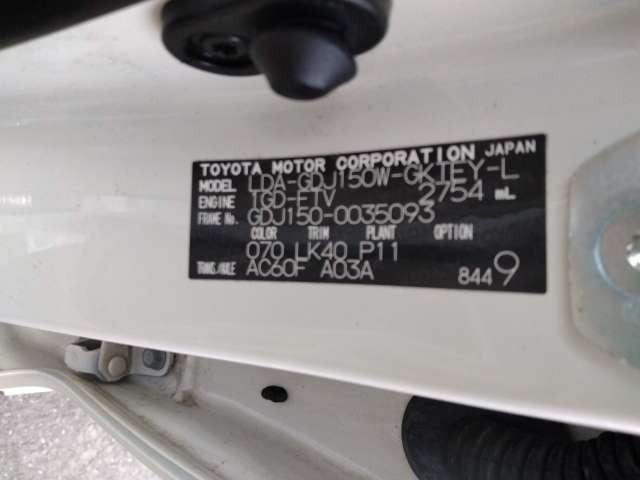 TOYOTA MOTOR CORPORATION JAPAN
MODEL LDA-GDJ150W-GKTEY-L
ENGINE 1GD-FTV 2754 mL
FRAME No. GDJ150-0035093
COLOR TRIM PLANT OPTION
070 LK40 P11
TRANS/AXLE AC60F A03A
8449